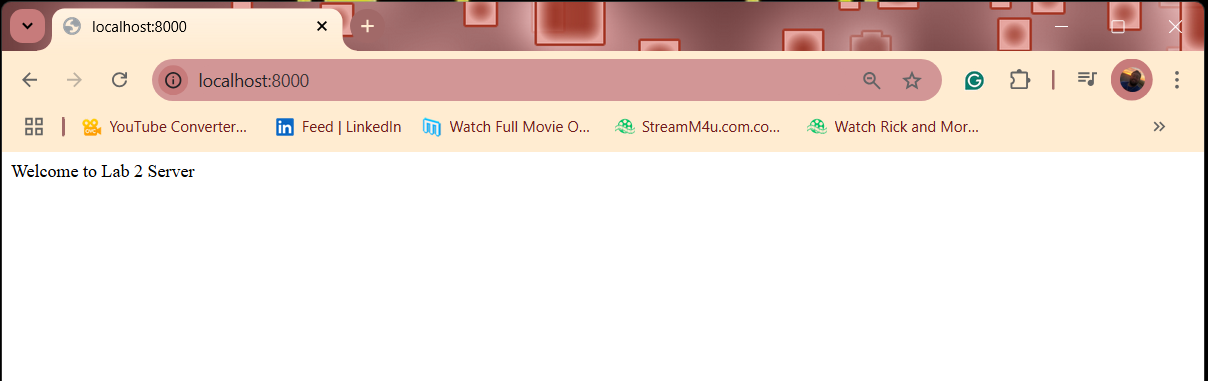 localhost:8000
localhost:8000
YouTube Converter... Feed | LinkedIn Watch Full Movie O... StreamM4u.com.co... Watch Rick and Mor...
Welcome to Lab 2 Server